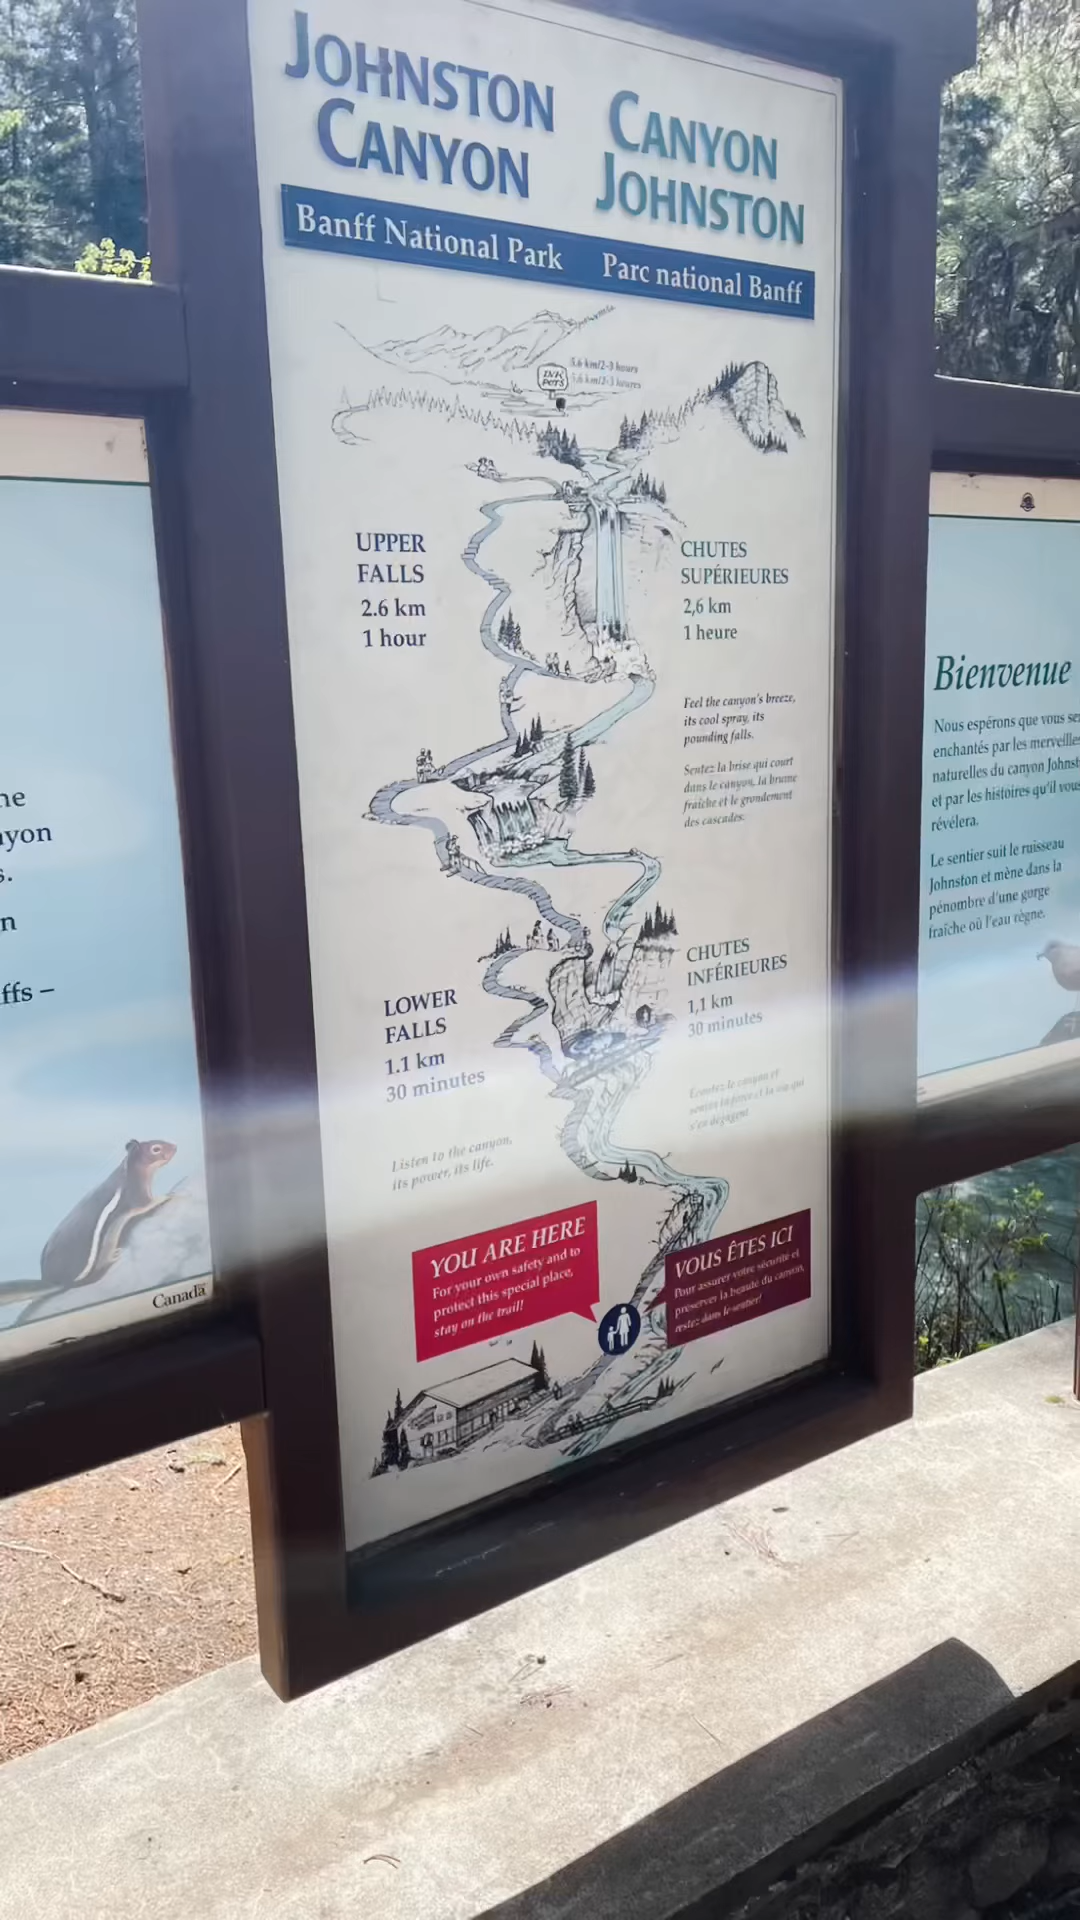 JOHNSTON
CANYON
CANYON
JOHNSTON
Banff National Park
Parc national Banff
INK
POTS
5.6 km/2-3 hours
5,6 km/2-3 heures
UPPER
FALLS
2.6 km
1 hour
CHUTES
SUPÉRIEURES
2,6 km
1 heure
Feel the canyon's breeze,
its cool spray, its
pounding falls.
Sentez la brise qui court
dans le canyon, la brume
fraîche et le grondement
des cascades.
LOWER
FALLS
1.1 km
30 minutes
CHUTES
INFÉRIEURES
1,1 km
30 minutes
Listen to the canyon,
its power, its life.
Écoutez le canyon et
sentez la force et la vie qui
s'en dégagent
YOU ARE HERE
For your own safety and to
protect this special place,
stay on the trail!
VOUS ÊTES ICI
Pour assurer votre sécurité et
préserver la beauté du canyon,
restez dans le sentier!
ne
nyon
s.
n
ffs –
Canada
Bienvenue
Nous espérons que vous se
enchantés par les merveille
naturelles du canyon Johnst
et par les histoires qu'il vous
révélera.
Le sentier suit le ruisseau
Johnston et mène dans la
pénombre d'une gorge
fraîche où l'eau règne.